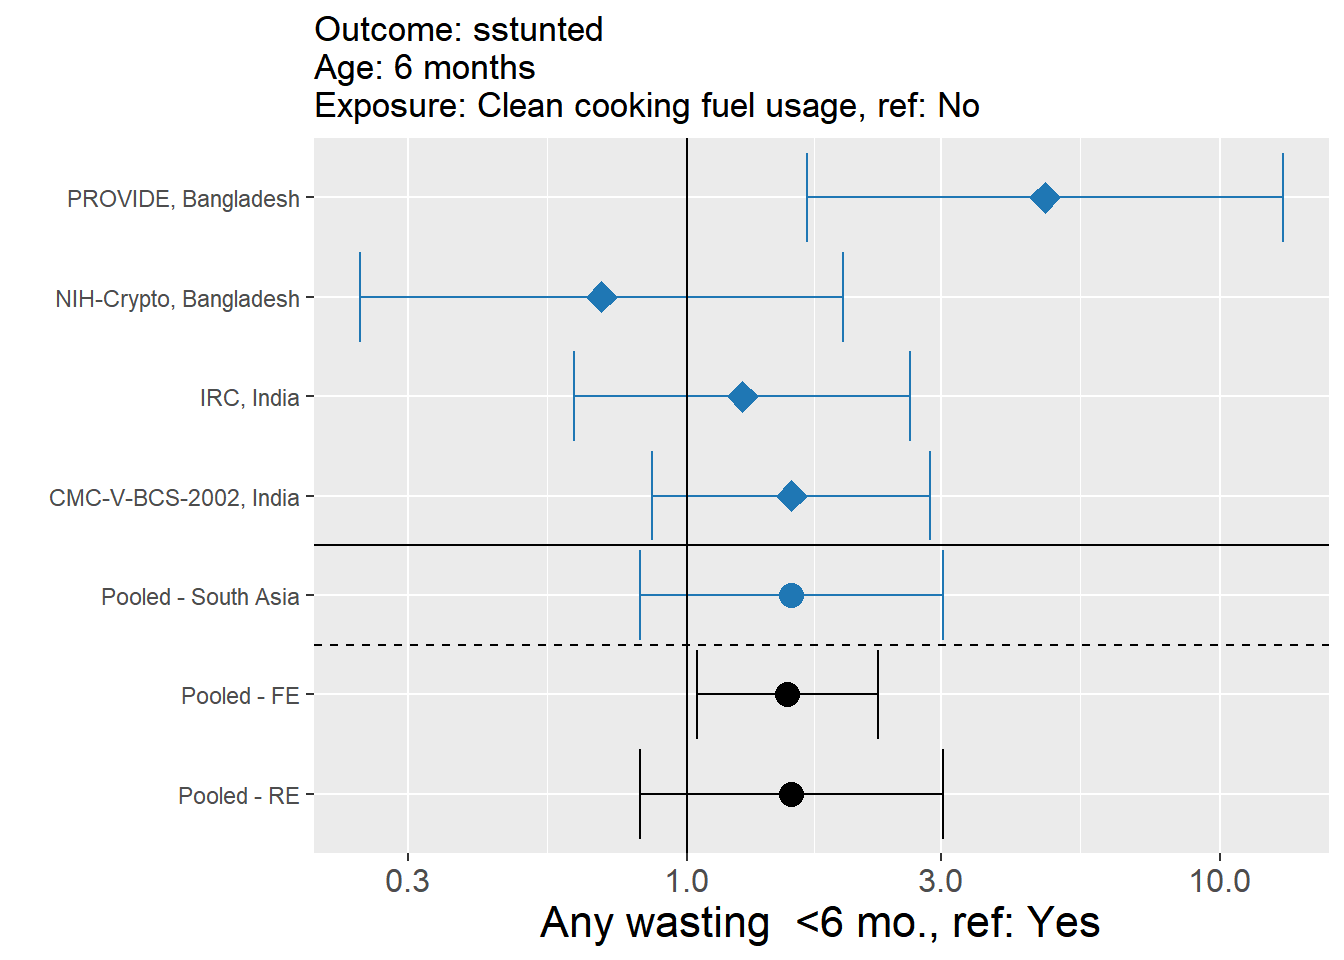 Outcome: sstunted
Age: 6 months
Exposure: Clean cooking fuel usage, ref: No
PROVIDE, Bangladesh
NIH-Crypto, Bangladesh
IRC, India
CMC-V-BCS-2002, India
Pooled - South Asia
Pooled - FE
Pooled - RE
0.3 1.0 3.0 10.0
Any wasting  <6 mo., ref: Yes